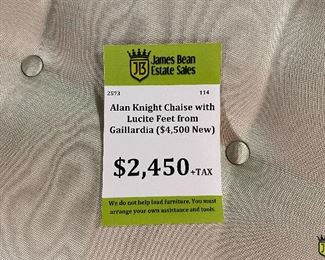 JB James Bean
Estate Sales
2573 114
Alan Knight Chaise with
Lucite Feet from
Gaillardia ($4,500 New)
$2,450+TAX
We do not help load furniture. You must
arrange your own assistance and tools.